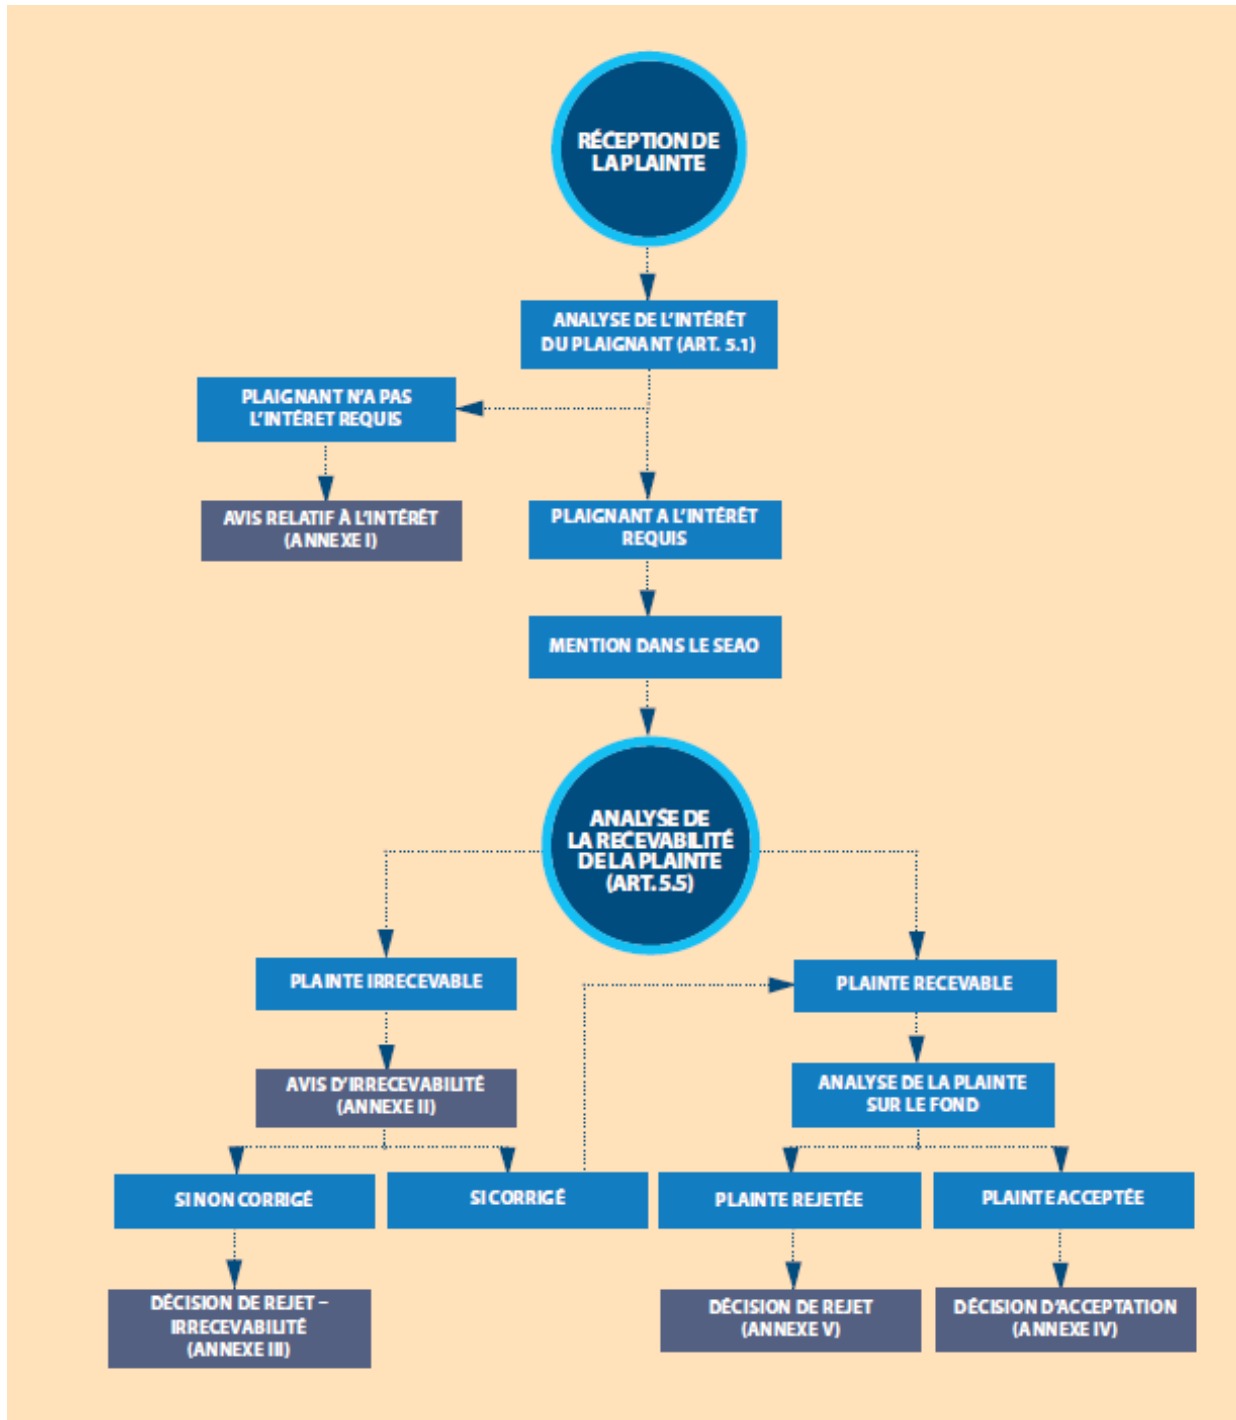 RÉCEPTION DE
LA PLAINTE
ANALYSE DE L'INTÉRÊT
DU PLAIGNANT (ART. 5.1)
PLAIGNANT N'A PAS
L'INTÉRET REQUIS
AVIS RELATIF À L'INTÉRÊT
(ANNEXE I)
PLAIGNANT A L'INTÉRÊT
REQUIS
MENTION DANS LE SEAO
ANALYSE DE
LA RECEVABILITÉ
DE LA PLAINTE
(ART. 5.5)
PLAINTE IRRECEVABLE
PLAINTE RECEVABLE
AVIS D'IRRECEVABILITÉ
(ANNEXE II)
ANALYSE DE LA PLAINTE
SUR LE FOND
SI NON CORRIGÉ
SI CORRIGÉ
PLAINTE REJETÉE
PLAINTE ACCEPTÉE
DÉCISION DE REJET –
IRRECEVABILITÉ
(ANNEXE III)
DÉCISION DE REJET
(ANNEXE V)
DÉCISION D'ACCEPTATION
(ANNEXE IV)